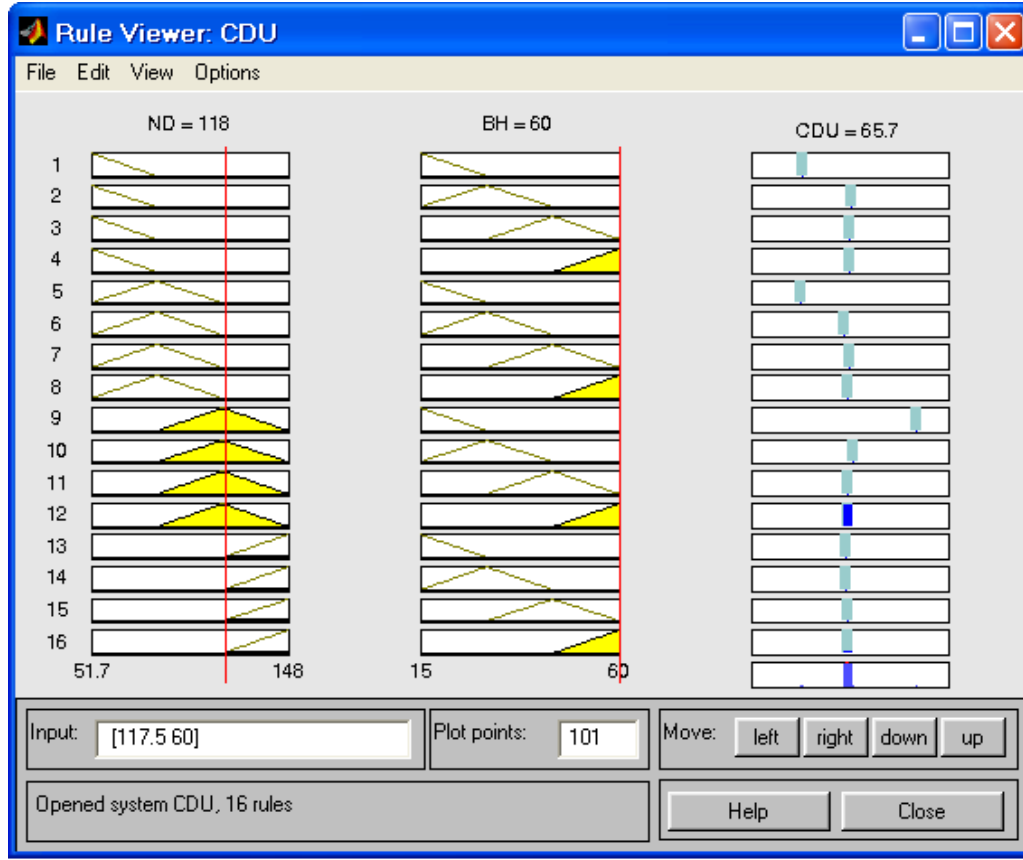 Rule Viewer: CDU
File Edit View Options
ND = 118 BH = 60 CDU = 65.7
1
2
3
4
5
6
7
8
9
10
11
12
13
14
15
16
51.7 148 15 60
Input: [117.5 60] Plot points: 101 Move: left right down up
Opened system CDU, 16 rules Help Close